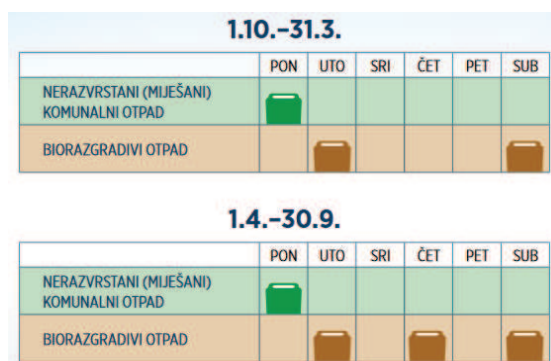 1.10.–31.3.
PON UTO SRI ČET PET SUB
NERAZVRSTANI (MIJEŠANI)
KOMUNALNI OTPAD
BIORAZGRADIVI OTPAD
1.4.–30.9.
PON UTO SRI ČET PET SUB
NERAZVRSTANI (MIJEŠANI)
KOMUNALNI OTPAD
BIORAZGRADIVI OTPAD